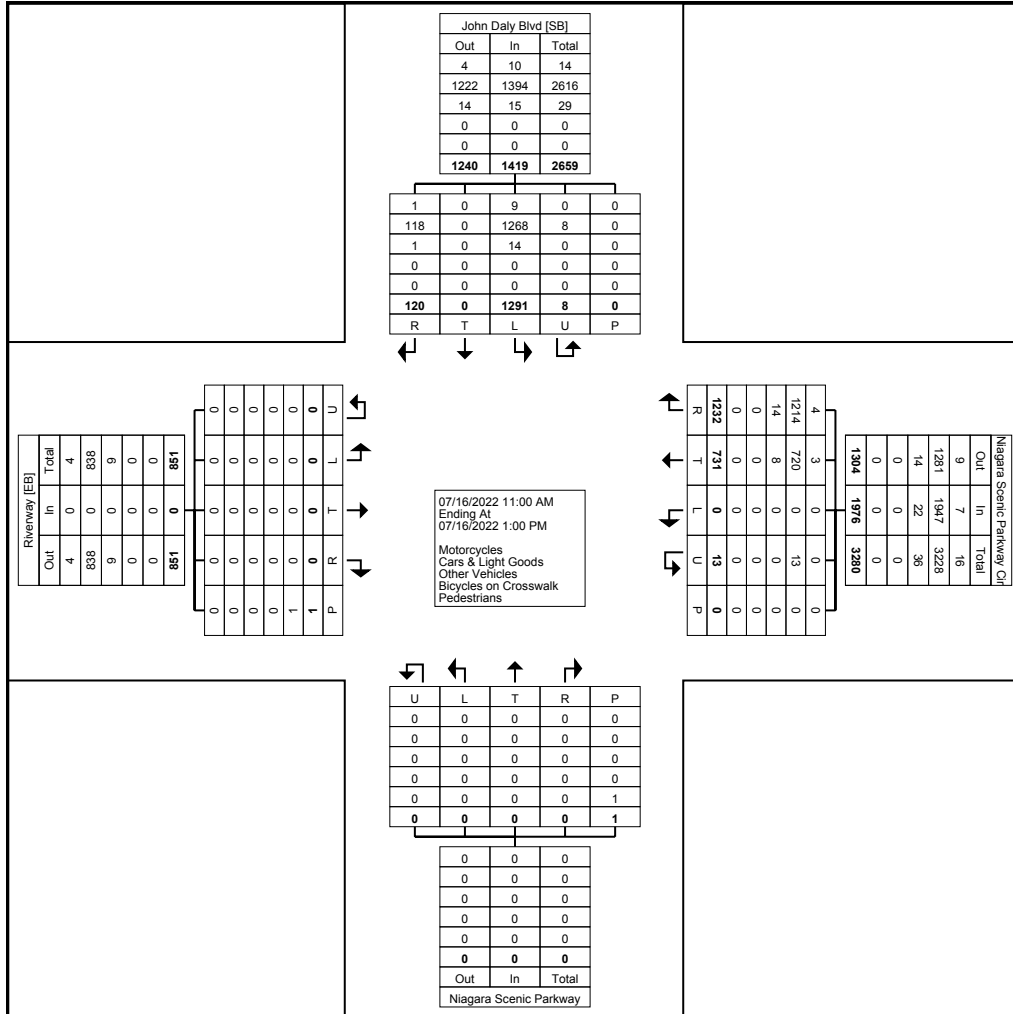 John Daly Blvd [SB]
Out In Total
4 10 14
1222 1394 2616
14 15 29
0 0 0
0 0 0
1240 1419 2659
1 0 9 0 0
118 0 1268 8 0
1 0 14 0 0
0 0 0 0 0
0 0 0 0 0
120 0 1291 8 0
R T L U P
Riverway [EB]
Out In Total
4 0 4
838 0 838
9 0 9
0 0 0
0 0 0
851 0 851
0 0 0 0 0
0 0 0 0 0
0 0 0 0 0
0 0 0 0 0
1 0 0 0 0
1 0 0 0 0
P R T L U
07/16/2022 11:00 AM
Ending At
07/16/2022 1:00 PM
Motorcycles
Cars & Light Goods
Other Vehicles
Bicycles on Crosswalk
Pedestrians
Niagara Scenic Parkway Cir
Out In Total
9 7 16
1281 1947 3228
14 22 36
0 0 0
0 0 0
1304 1976 3280
4 3 0 0 0
1214 720 0 13 0
14 8 0 0 0
0 0 0 0 0
0 0 0 0 0
1232 731 0 13 0
R T L U P
U L T R P
0 0 0 0 0
0 0 0 0 0
0 0 0 0 0
0 0 0 0 0
0 0 0 0 1
0 0 0 0 1
0 0 0
0 0 0
0 0 0
0 0 0
0 0 0
0 0 0
Out In Total
Niagara Scenic Parkway